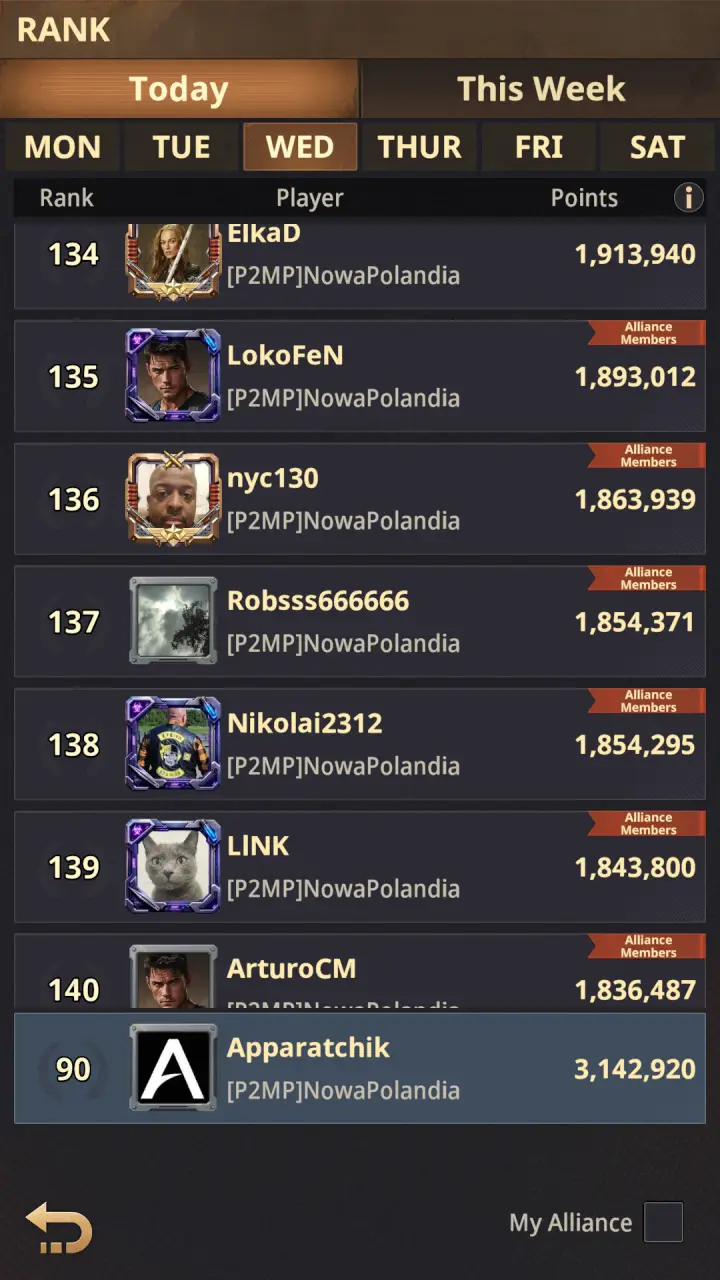 RANK
Today
This Week
MON
TUE
WED
THUR
FRI
SAT
Rank
Player
Points
134
ElkaD
[P2MP]NowaPolandia
1,913,940
Alliance
Members
135
LokoFeN
[P2MP]NowaPolandia
1,893,012
Alliance
Members
136
nyc130
[P2MP]NowaPolandia
1,863,939
Alliance
Members
137
Robsss666666
[P2MP]NowaPolandia
1,854,371
Alliance
Members
138
Nikolai2312
[P2MP]NowaPolandia
1,854,295
Alliance
Members
139
LlNK
[P2MP]NowaPolandia
1,843,800
Alliance
Members
140
ArturoCM
[P2MP]NowaPolandia
1,836,487
90
Apparatchik
[P2MP]NowaPolandia
3,142,920
My Alliance